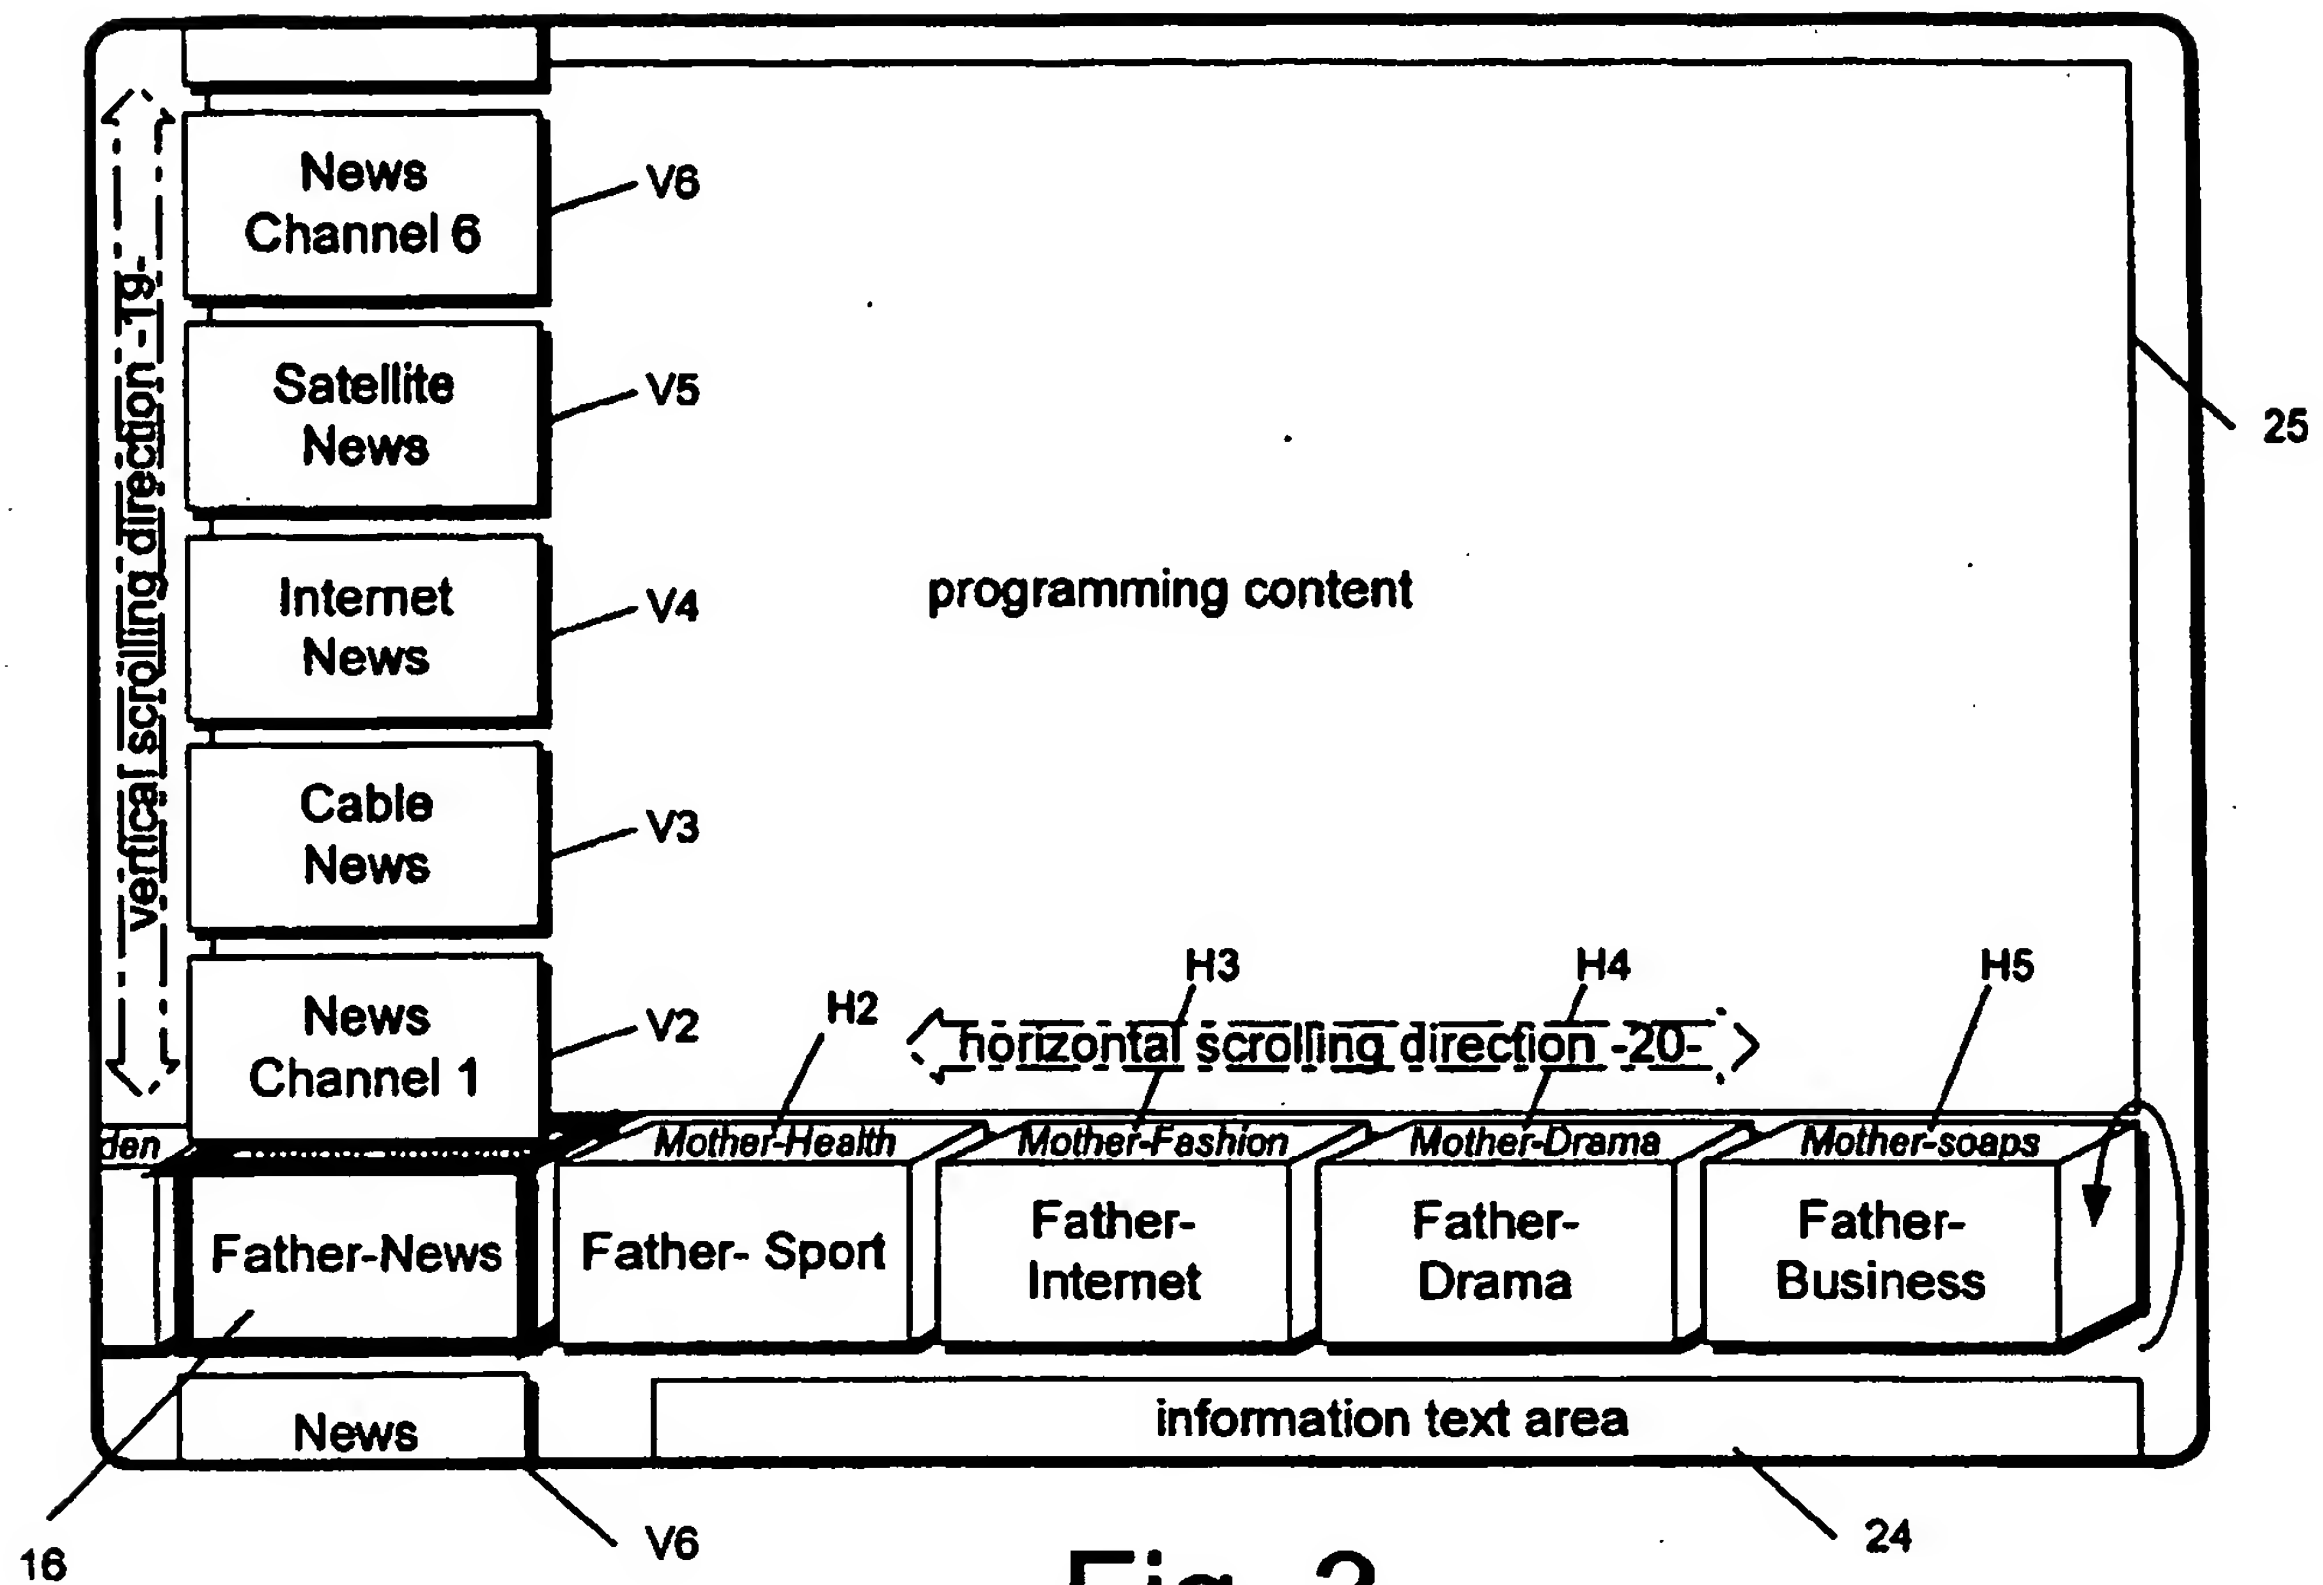 News
Channel 6
V6
Satellite
News
V5
25
vertical scrolling direction -19-
Internet
News
V4
programming content
Cable
News
V3
News
Channel 1
V2
H2
H3
H4
H5
horizontal scrolling direction -20-
den
Mother-Health
Mother-Fashion
Mother-Drama
Mother-soaps
Father-News
Father- Sport
Father-
Internet
Father-
Drama
Father-
Business
News
information text area
16
V6
24